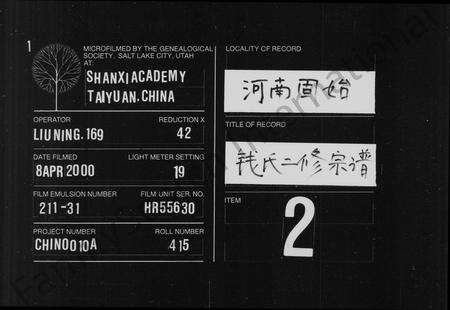 1
MICROFILMED BY THE GENEALOGICAL
SOCIETY, SALT LAKE CITY, UTAH
AT:
SHANXI ACADEMY
TAIYUAN, CHINA
OPERATOR REDUCTION X
LIU NING. 169 42
DATE FILMED LIGHT METER SETTING
8 APR 2000 19
FILM EMULSION NUMBER FILM UNIT SER. NO.
211-31 HR55630
PROJECT NUMBER ROLL NUMBER
CHIN0010A 415
LOCALITY OF RECORD
河南固始
TITLE OF RECORD
钱氏二修宗谱
ITEM
2
International